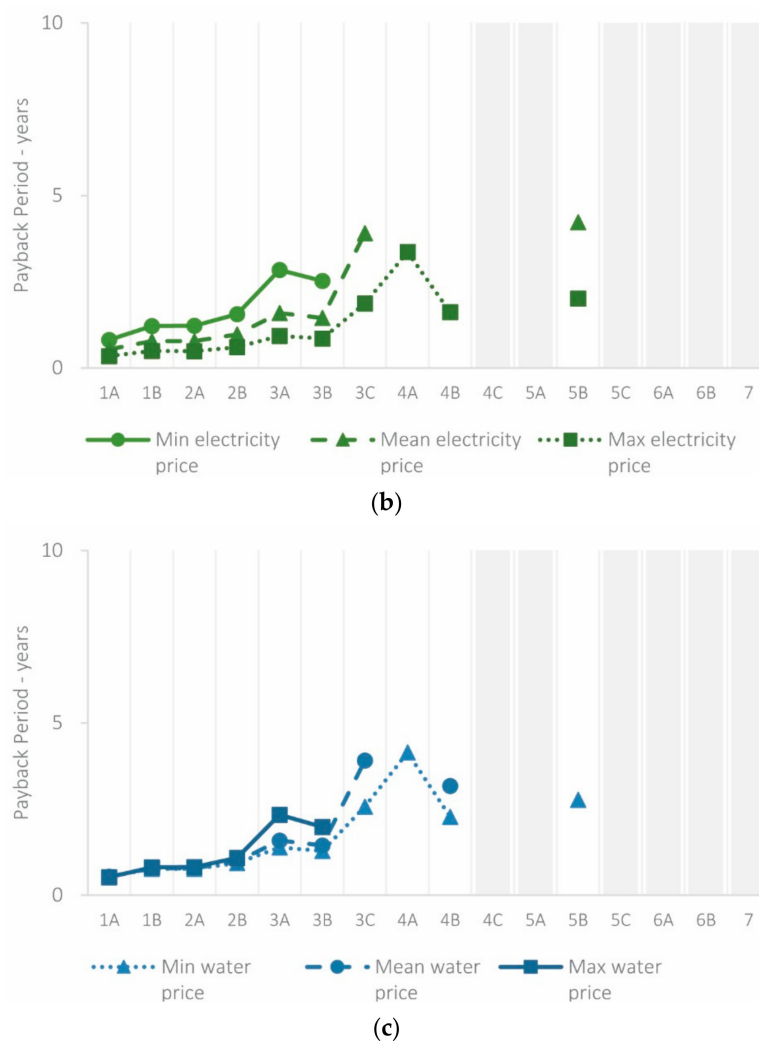 10
5
0
Payback Period - years
1A 1B 2A 2B 3A 3B 3C 4A 4B 4C 5A 5B 5C 6A 6B 7
Min electricity Mean electricity Max electricity
price price price
(b)
10
5
0
Payback Period - years
1A 1B 2A 2B 3A 3B 3C 4A 4B 4C 5A 5B 5C 6A 6B 7
Min water Mean water Max water
price price price
(c)